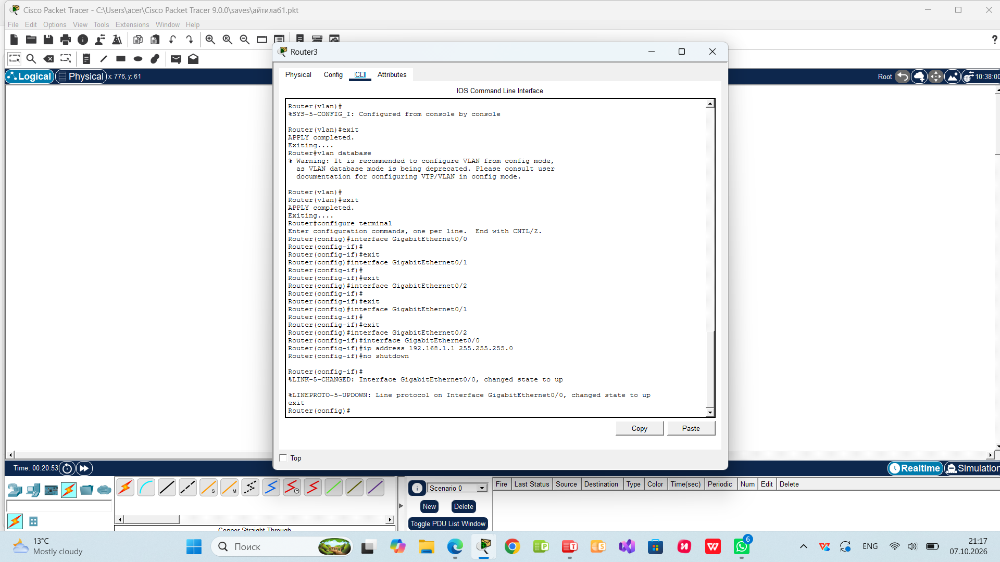 Cisco Packet Tracer - C:\Users\acer\Cisco Packet Tracer 9.0.0\saves\айтила61.pkt
File Edit Options View Tools Extensions Window Help
?
Router3
Logical Physical x: 776, y: 61
Root 10:38:00
Physical Config CLI Attributes
IOS Command Line Interface
Router(vlan)#
%SYS-5-CONFIG_I: Configured from console by console
Router(vlan)#exit
APPLY completed.
Exiting....
Router#vlan database
% Warning: It is recommended to configure VLAN from config mode,
as VLAN database mode is being deprecated. Please consult user
documentation for configuring VTP/VLAN in config mode.
Router(vlan)#
Router(vlan)#exit
APPLY completed.
Exiting....
Router#configure terminal
Enter configuration commands, one per line.  End with CNTL/Z.
Router(config)#interface GigabitEthernet0/0
Router(config-if)#
Router(config-if)#exit
Router(config)#interface GigabitEthernet0/1
Router(config-if)#
Router(config-if)#exit
Router(config)#interface GigabitEthernet0/2
Router(config-if)#
Router(config-if)#exit
Router(config)#interface GigabitEthernet0/1
Router(config-if)#
Router(config-if)#exit
Router(config)#interface GigabitEthernet0/2
Router(config-if)#interface GigabitEthernet0/0
Router(config-if)#ip address 192.168.1.1 255.255.255.0
Router(config-if)#no shutdown
Router(config-if)#
%LINK-5-CHANGED: Interface GigabitEthernet0/0, changed state to up
%LINEPROTO-5-UPDOWN: Line protocol on Interface GigabitEthernet0/0, changed state to up
exit
Router(config)#
Copy Paste
Top
Time: 00:20:53
Realtime Simulation
Scenario 0
Fire Last Status Source Destination Type Color Time(sec) Periodic Num Edit Delete
New Delete
Toggle PDU List Window
Copper Straight-Through
13°C
Mostly cloudy
Поиск
6
ENG
21:17
07.10.2026